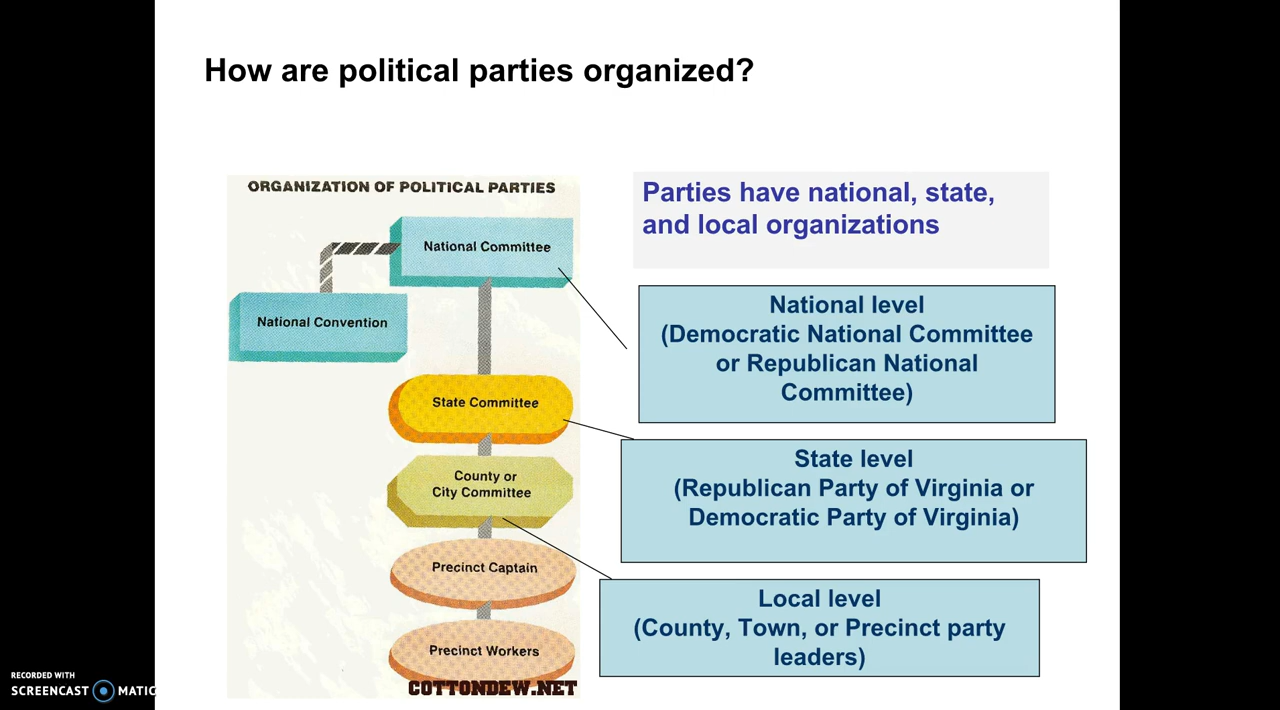 How are political parties organized?
ORGANIZATION OF POLITICAL PARTIES
National Committee
National Convention
State Committee
County or
City Committee
Precinct Captain
Precinct Workers
COTTONDEW.NET
Parties have national, state,
and local organizations
National level
(Democratic National Committee
or Republican National
Committee)
State level
(Republican Party of Virginia or
Democratic Party of Virginia)
Local level
(County, Town, or Precinct party
leaders)
RECORDED WITH
SCREENCAST MATIC